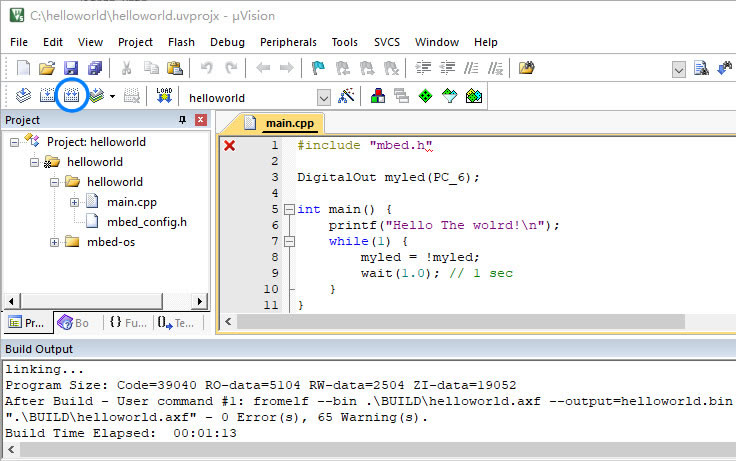 C:\helloworld\helloworld.uvprojx - µVision
File Edit View Project Flash Debug Peripherals Tools SVCS Window Help
LOAD
helloworld
Project
main.cpp
Project: helloworld
helloworld
helloworld
main.cpp
mbed_config.h
mbed-os
Pr... Bo {} Fu... 0→ Te...
1 #include "mbed.h"
2
3 DigitalOut myled(PC_6);
4
5 int main() {
6 printf("Hello The wolrd!\n");
7 while(1) {
8 myled = !myled;
9 wait(1.0); // 1 sec
10 }
11 }
Build Output
linking...
Program Size: Code=39040 RO-data=5104 RW-data=2504 ZI-data=19052
After Build - User command #1: fromelf --bin .\BUILD\helloworld.axf --output=helloworld.bin
".\BUILD\helloworld.axf" - 0 Error(s), 65 Warning(s).
Build Time Elapsed:  00:01:13